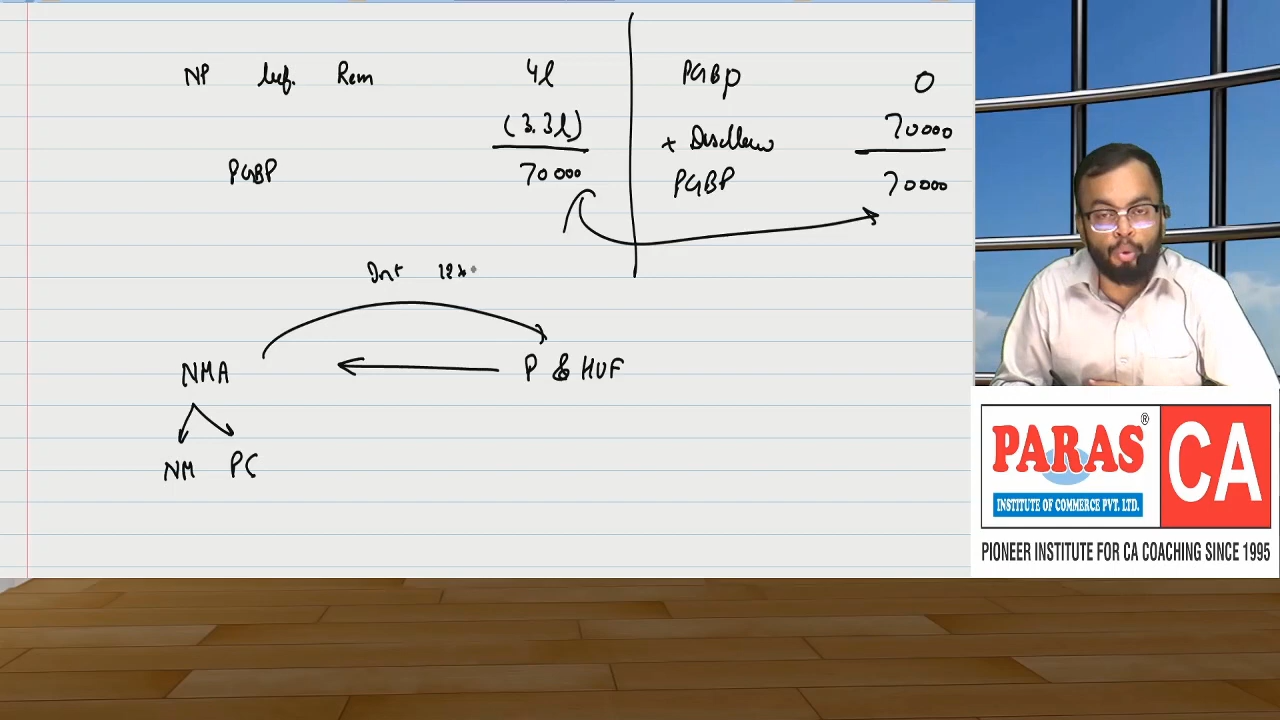 NP bef. Rem 4l
(3.3l)
PGBP 70000
PGBP 0
+ Disallow 70000
PGBP 70000
Int 12%
NMA P & HUF
NM PC
PARAS®
INSTITUTE OF COMMERCE PVT. LTD.
CA
PIONEER INSTITUTE FOR CA COACHING SINCE 1995